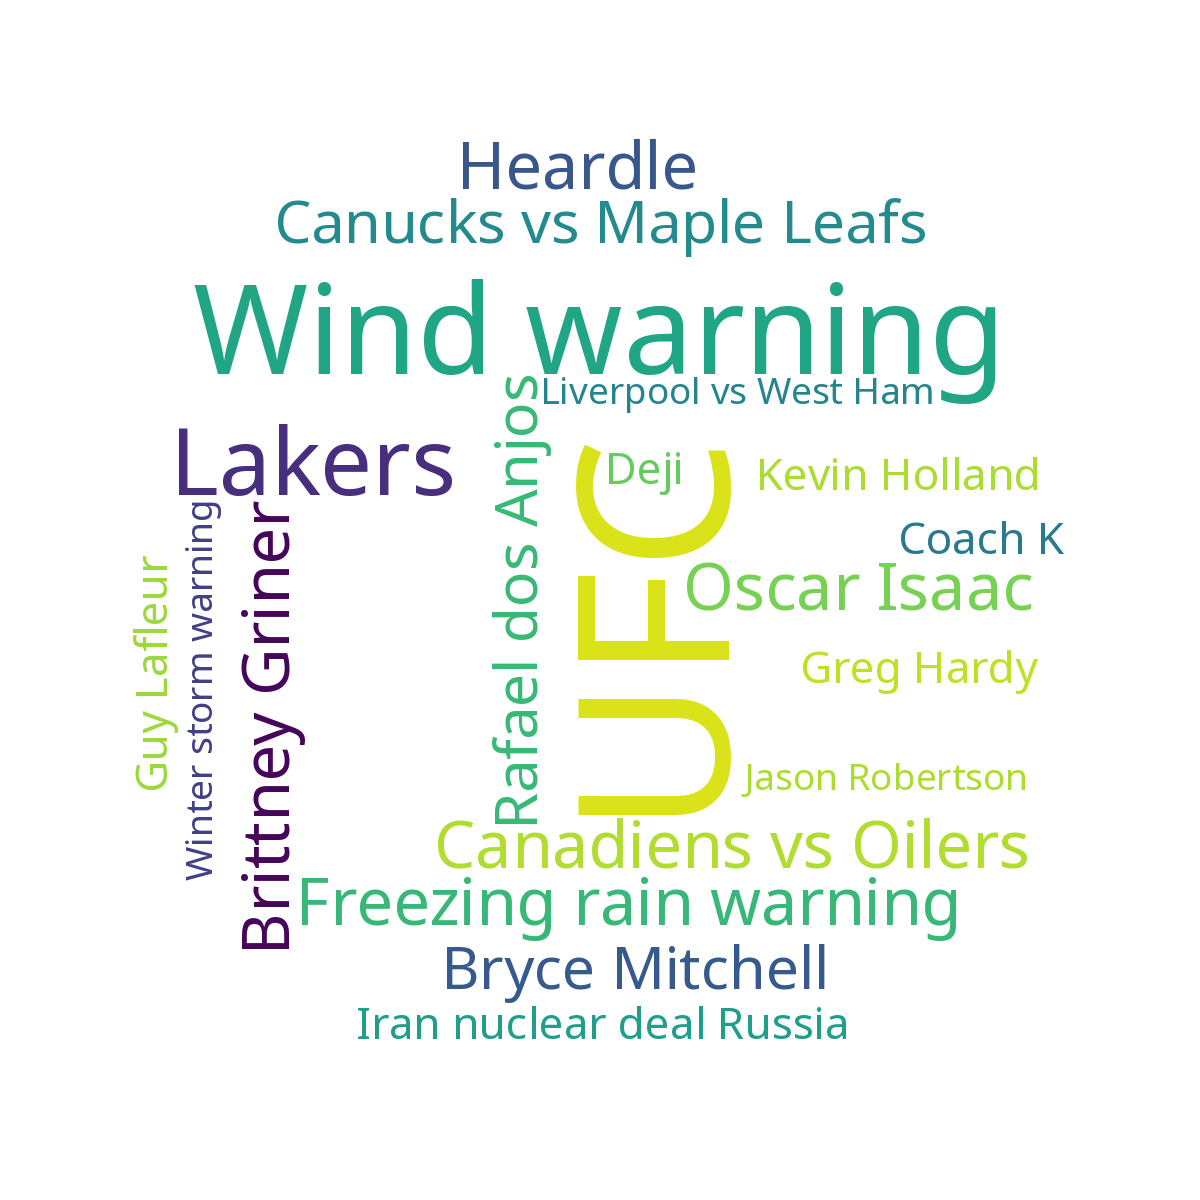 Heardle
Canucks vs Maple Leafs
Wind warning
Liverpool vs West Ham
Lakers
Rafael dos Anjos
UFC
Deji
Kevin Holland
Coach K
Oscar Isaac
Guy Lafleur
Winter storm warning
Brittney Griner
Greg Hardy
Jason Robertson
Canadiens vs Oilers
Freezing rain warning
Bryce Mitchell
Iran nuclear deal Russia